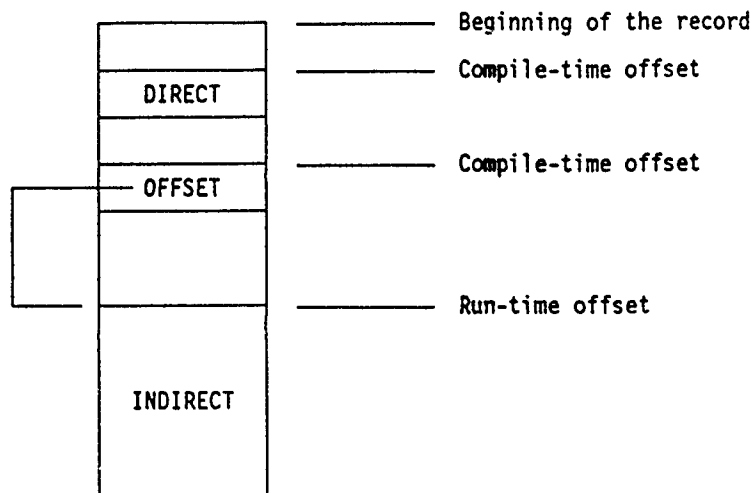 Beginning of the record
Compile-time offset
DIRECT
Compile-time offset
OFFSET
Run-time offset
INDIRECT